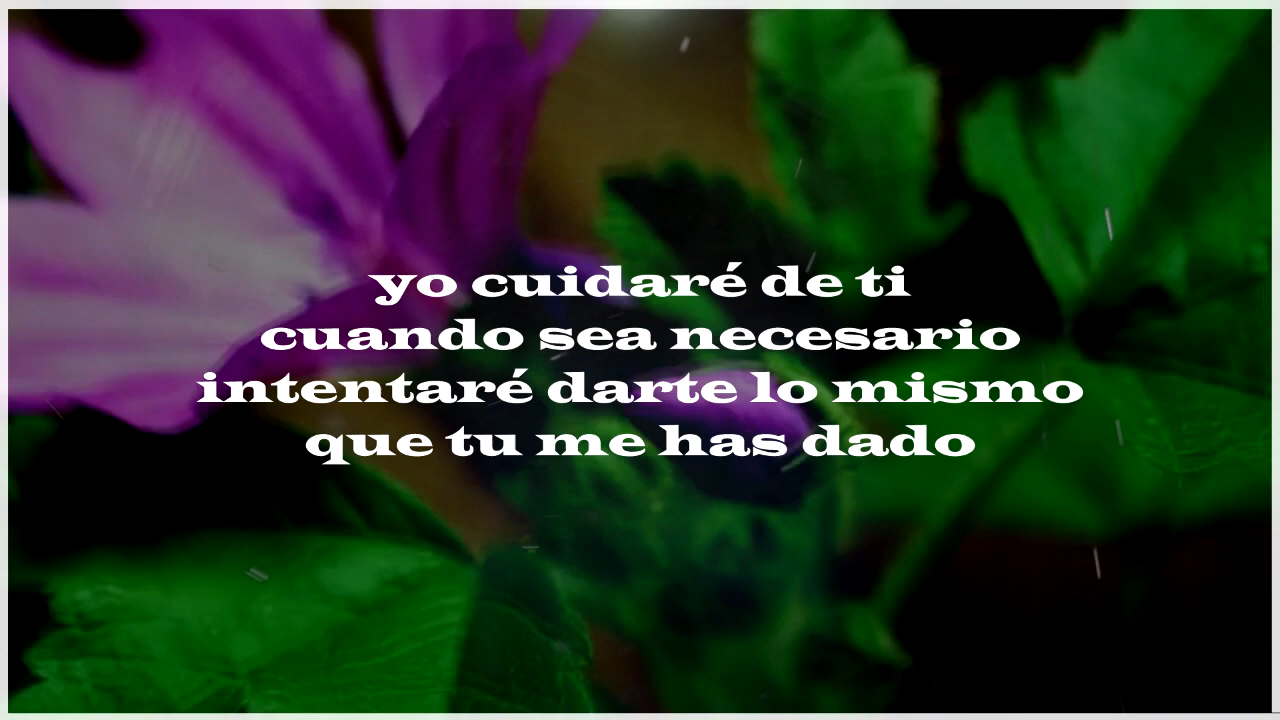 yo cuidaré de ti
cuando sea necesario
intentaré darte lo mismo
que tu me has dado